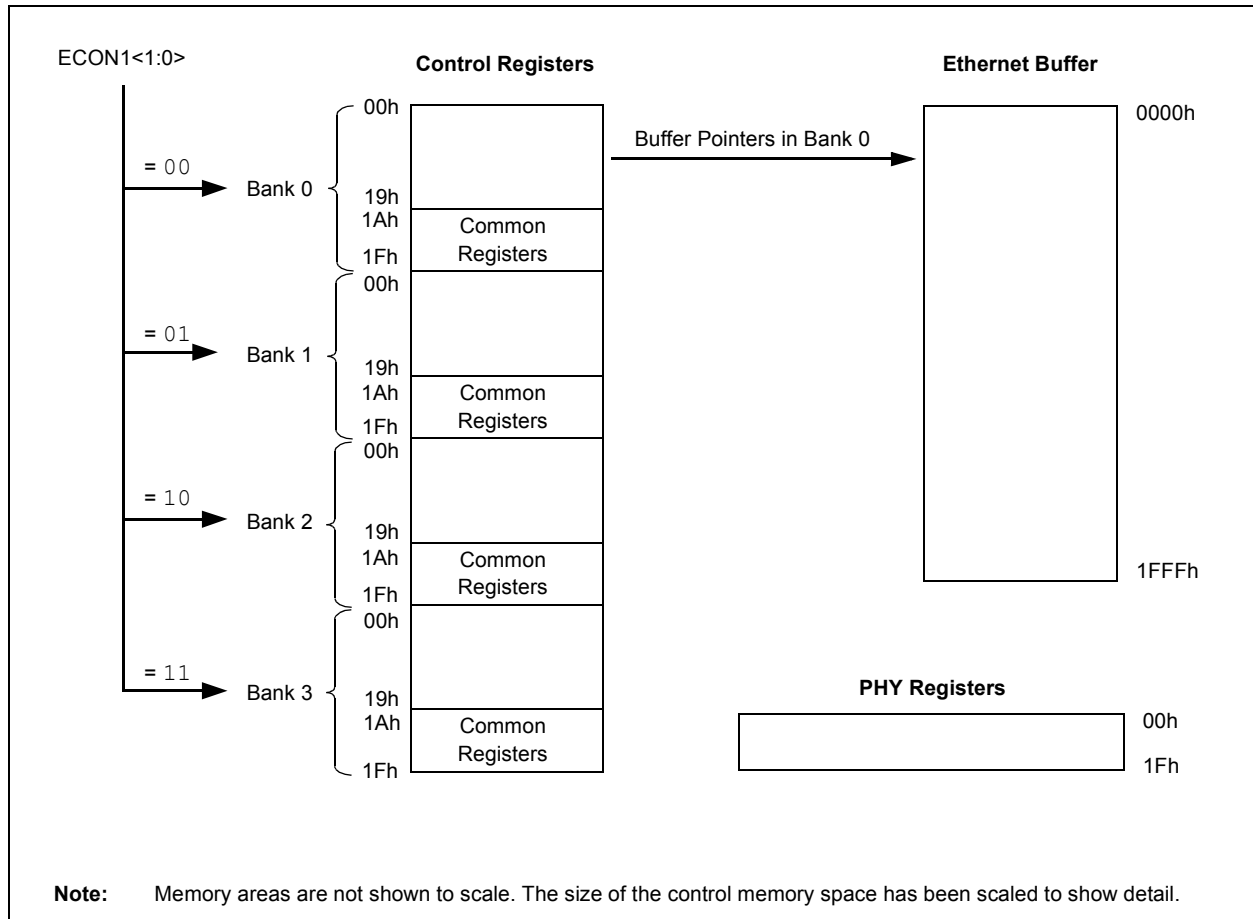 ECON1<1:0>
Control Registers
Ethernet Buffer
= 00
Bank 0
00h
19h
1Ah
1Fh
Common
Registers
Buffer Pointers in Bank 0
0000h
1FFFh
= 01
Bank 1
00h
19h
1Ah
1Fh
Common
Registers
= 10
Bank 2
00h
19h
1Ah
1Fh
Common
Registers
= 11
Bank 3
00h
19h
1Ah
1Fh
Common
Registers
PHY Registers
00h
1Fh
Note: Memory areas are not shown to scale. The size of the control memory space has been scaled to show detail.